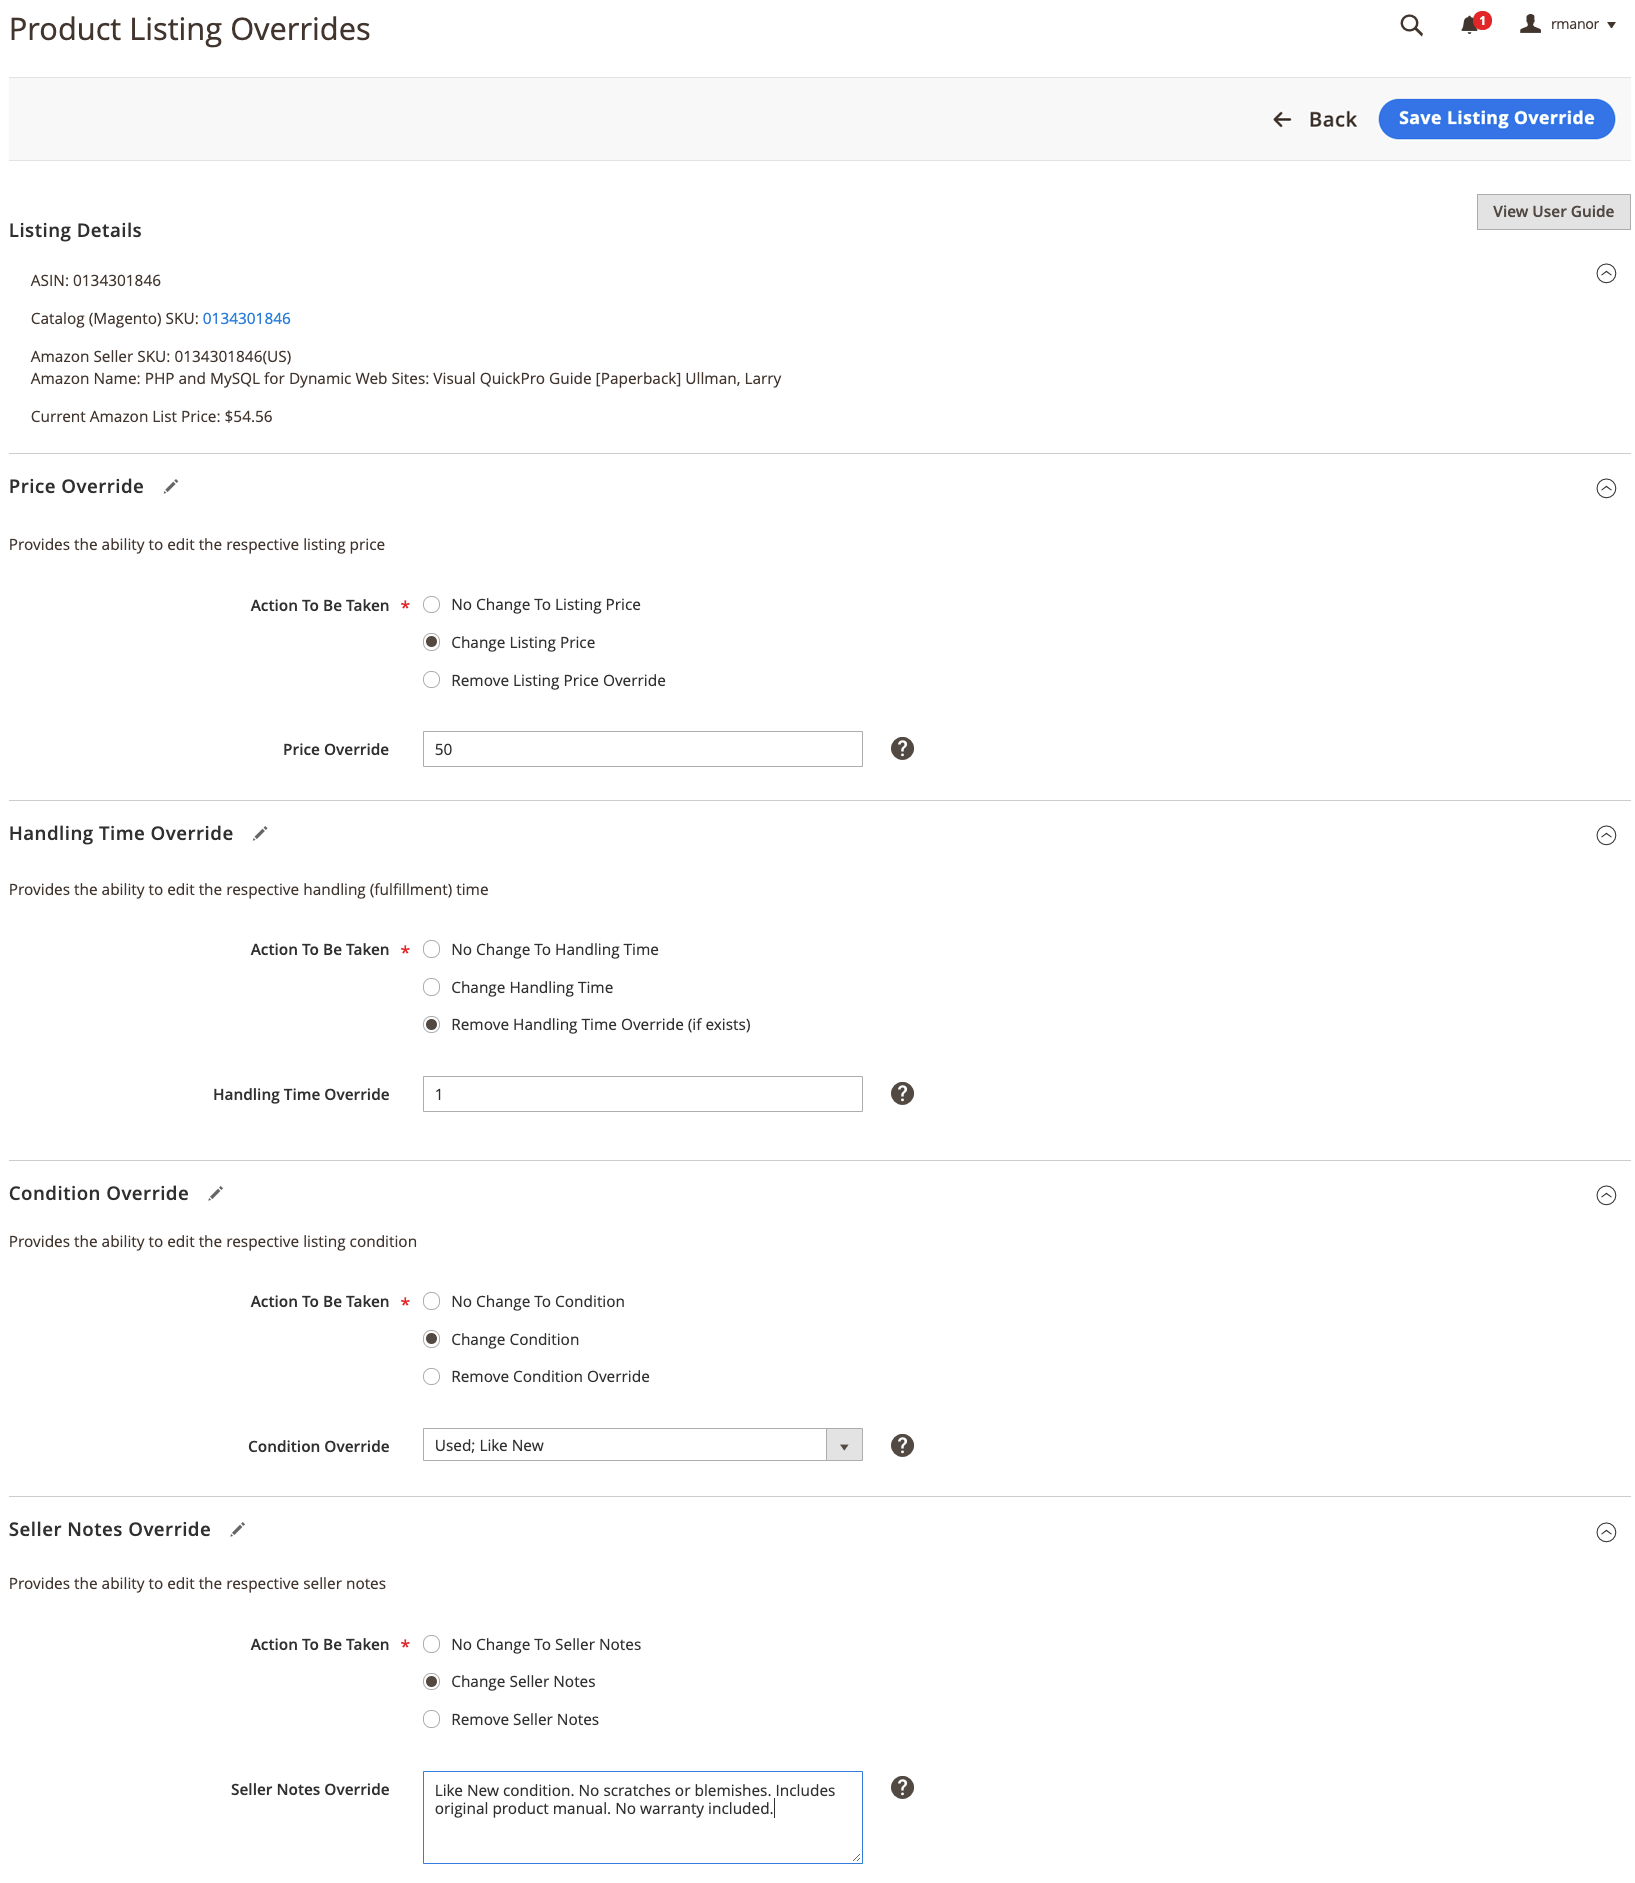 Product Listing Overrides
1
rmanor
Back
Save Listing Override
View User Guide
Listing Details
ASIN: 0134301846
Catalog (Magento) SKU: 0134301846
Amazon Seller SKU: 0134301846(US)
Amazon Name: PHP and MySQL for Dynamic Web Sites: Visual QuickPro Guide [Paperback] Ullman, Larry
Current Amazon List Price: $54.56
Price Override
Provides the ability to edit the respective listing price
Action To Be Taken *
No Change To Listing Price
Change Listing Price
Remove Listing Price Override
Price Override
50
?
Handling Time Override
Provides the ability to edit the respective handling (fulfillment) time
Action To Be Taken *
No Change To Handling Time
Change Handling Time
Remove Handling Time Override (if exists)
Handling Time Override
1
?
Condition Override
Provides the ability to edit the respective listing condition
Action To Be Taken *
No Change To Condition
Change Condition
Remove Condition Override
Condition Override
Used; Like New
?
Seller Notes Override
Provides the ability to edit the respective seller notes
Action To Be Taken *
No Change To Seller Notes
Change Seller Notes
Remove Seller Notes
Seller Notes Override
Like New condition. No scratches or blemishes. Includes
original product manual. No warranty included.
?